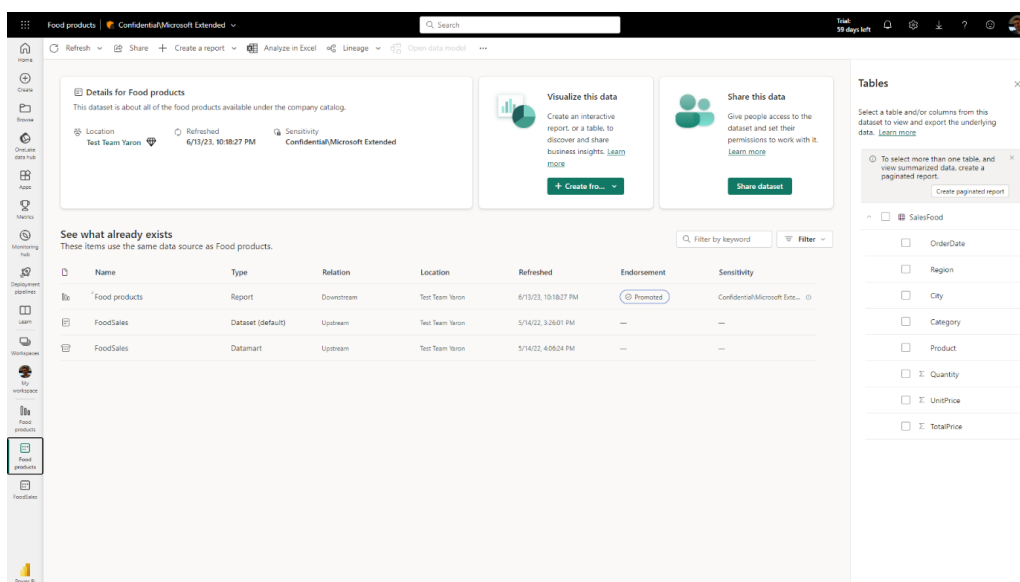 Food products
Confidential\Microsoft Extended
Search
Trial:
59 days left
Refresh
Share
Create a report
Analyze in Excel
Lineage
Open data model
Home
Create
Browse
OneLake
data hub
Apps
Metrics
Monitoring
hub
Deployment
pipelines
Learn
Workspaces
My
workspace
Food
products
Food
products
FoodSales
Power BI
Details for Food products
This dataset is about all of the food products available under the company catalog.
Location
Test Team Yaron
Refreshed
6/13/23, 10:18:27 PM
Sensitivity
Confidential\Microsoft Extended
Visualize this data
Create an interactive
report, or a table, to
discover and share
business insights. Learn
more
+ Create fro...
Share this data
Give people access to the
dataset and set their
permissions to work with it.
Learn more
Share dataset
See what already exists
These items use the same data source as Food products.
Filter by keyword
Filter
Name Type Relation Location Refreshed Endorsement Sensitivity
Food products Report Downstream Test Team Yaron 6/13/23, 10:18:27 PM Promoted Confidential\Microsoft Exte...
FoodSales Dataset (default) Upstream Test Team Yaron 5/14/22, 3:26:01 PM — —
FoodSales Datamart Upstream Test Team Yaron 5/14/22, 4:06:24 PM — —
Tables
Select a table and/or columns from this
dataset to view and export the underlying
data. Learn more
To select more than one table, and
view summarized data, create a
paginated report.
Create paginated report
SalesFood
OrderDate
Region
City
Category
Product
Σ Quantity
Σ UnitPrice
Σ TotalPrice